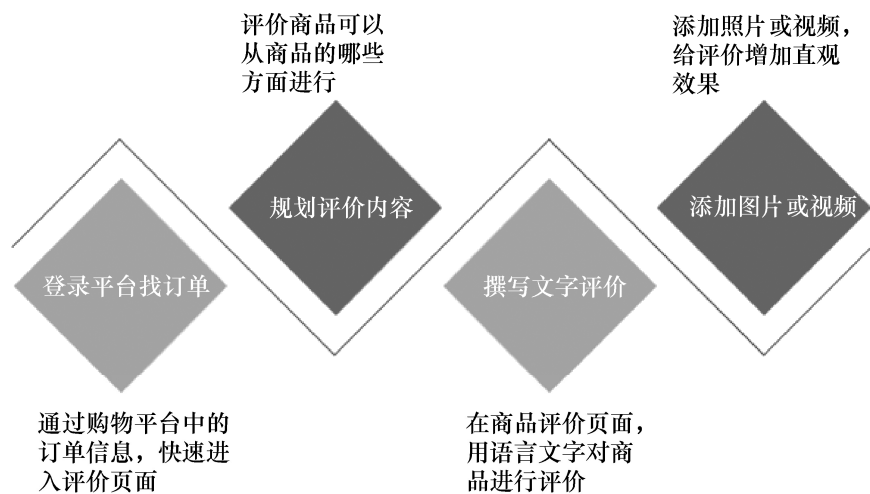 评价商品可以
从商品的哪些
方面进行
添加照片或视频，
给评价增加直观
效果
规划评价内容
添加图片或视频
登录平台找订单
撰写文字评价
通过购物平台中的
订单信息，快速进
入评价页面
在商品评价页面，
用语言文字对商
品进行评价